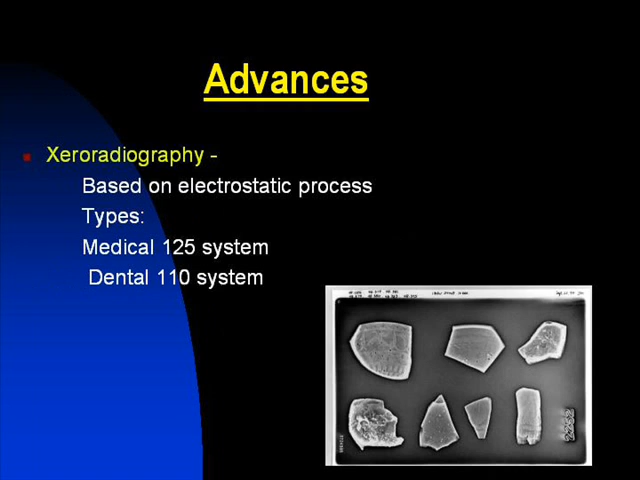 Advances
Xeroradiography -
Based on electrostatic process
Types:
Medical 125 system
Dental 110 system